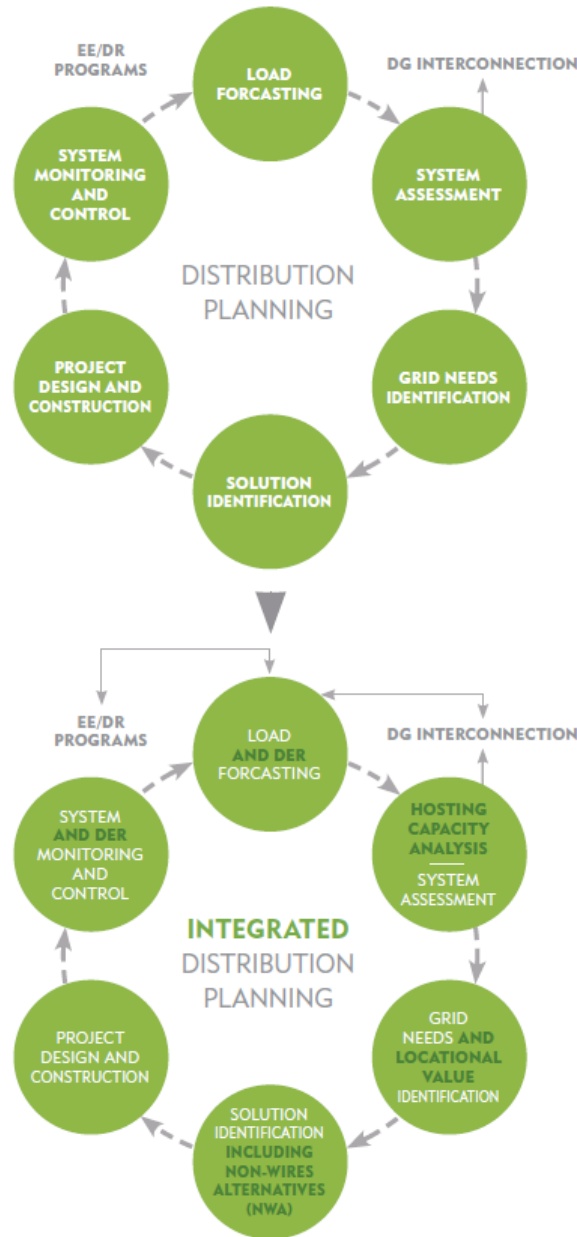 EE/DR
PROGRAMS
LOAD
FORCASTING
DG INTERCONNECTION
SYSTEM
MONITORING
AND
CONTROL
SYSTEM
ASSESSMENT
DISTRIBUTION
PLANNING
PROJECT
DESIGN AND
CONSTRUCTION
GRID NEEDS
IDENTIFICATION
SOLUTION
IDENTIFICATION
EE/DR
PROGRAMS
LOAD
AND DER
FORCASTING
DG INTERCONNECTION
SYSTEM
AND DER
MONITORING
AND
CONTROL
HOSTING
CAPACITY
ANALYSIS
SYSTEM
ASSESSMENT
INTEGRATED
DISTRIBUTION
PLANNING
PROJECT
DESIGN AND
CONSTRUCTION
GRID
NEEDS AND
LOCATIONAL
VALUE
IDENTIFICATION
SOLUTION
IDENTIFICATION
INCLUDING
NON-WIRES
ALTERNATIVES
(NWA)